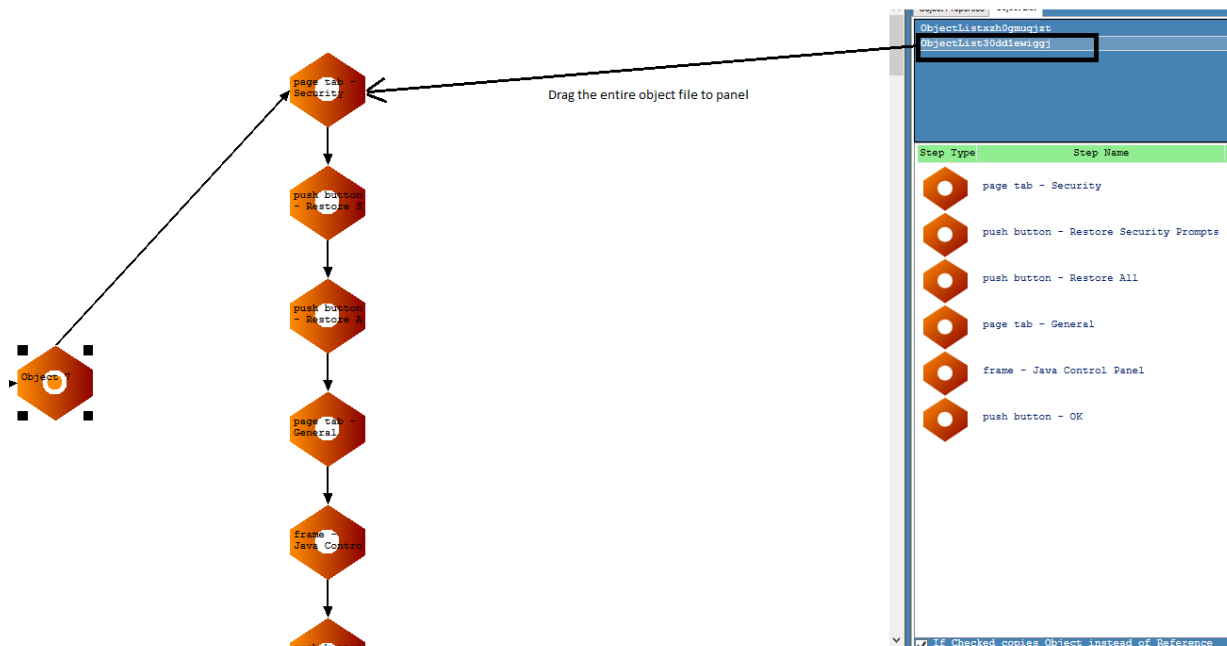 page tab -
Security
push button
- Restore S
push button
- Restore A
page tab -
General
frame -
Java Contro
Object
Drag the entire object file to panel
ObjectListxzh0gmuqjzt
ObjectList30ddlewiggj
Step Type Step Name
page tab - Security
push button - Restore Security Prompts
push button - Restore All
page tab - General
frame - Java Control Panel
push button - OK
If Checked copies Object instead of Reference